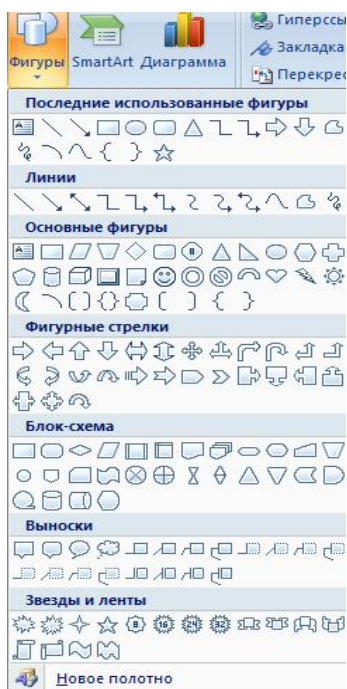 Гиперссы
Закладка
Перекрес
Фигуры SmartArt Диаграмма
Последние использованные фигуры
Линии
Основные фигуры
Фигурные стрелки
Блок-схема
Выноски
Звезды и ленты
Новое полотно